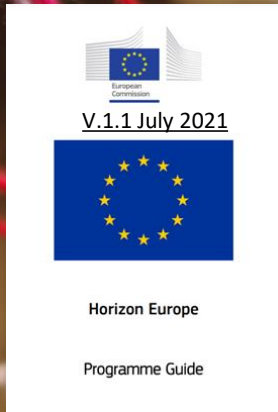 European
Commission
V.1.1 July 2021
Horizon Europe
Programme Guide